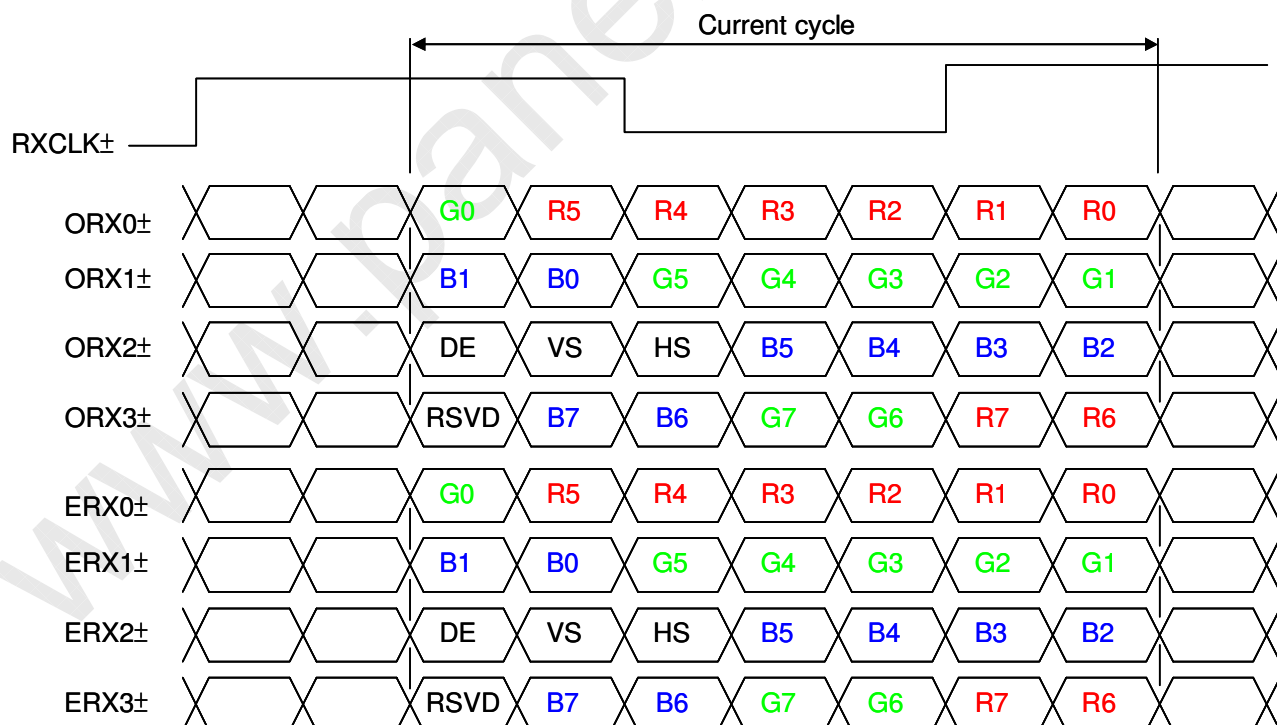 Current cycle
RXCLK±
ORX0± G0 R5 R4 R3 R2 R1 R0
ORX1± B1 B0 G5 G4 G3 G2 G1
ORX2± DE VS HS B5 B4 B3 B2
ORX3± RSVD B7 B6 G7 G6 R7 R6
ERX0± G0 R5 R4 R3 R2 R1 R0
ERX1± B1 B0 G5 G4 G3 G2 G1
ERX2± DE VS HS B5 B4 B3 B2
ERX3± RSVD B7 B6 G7 G6 R7 R6
www.pane